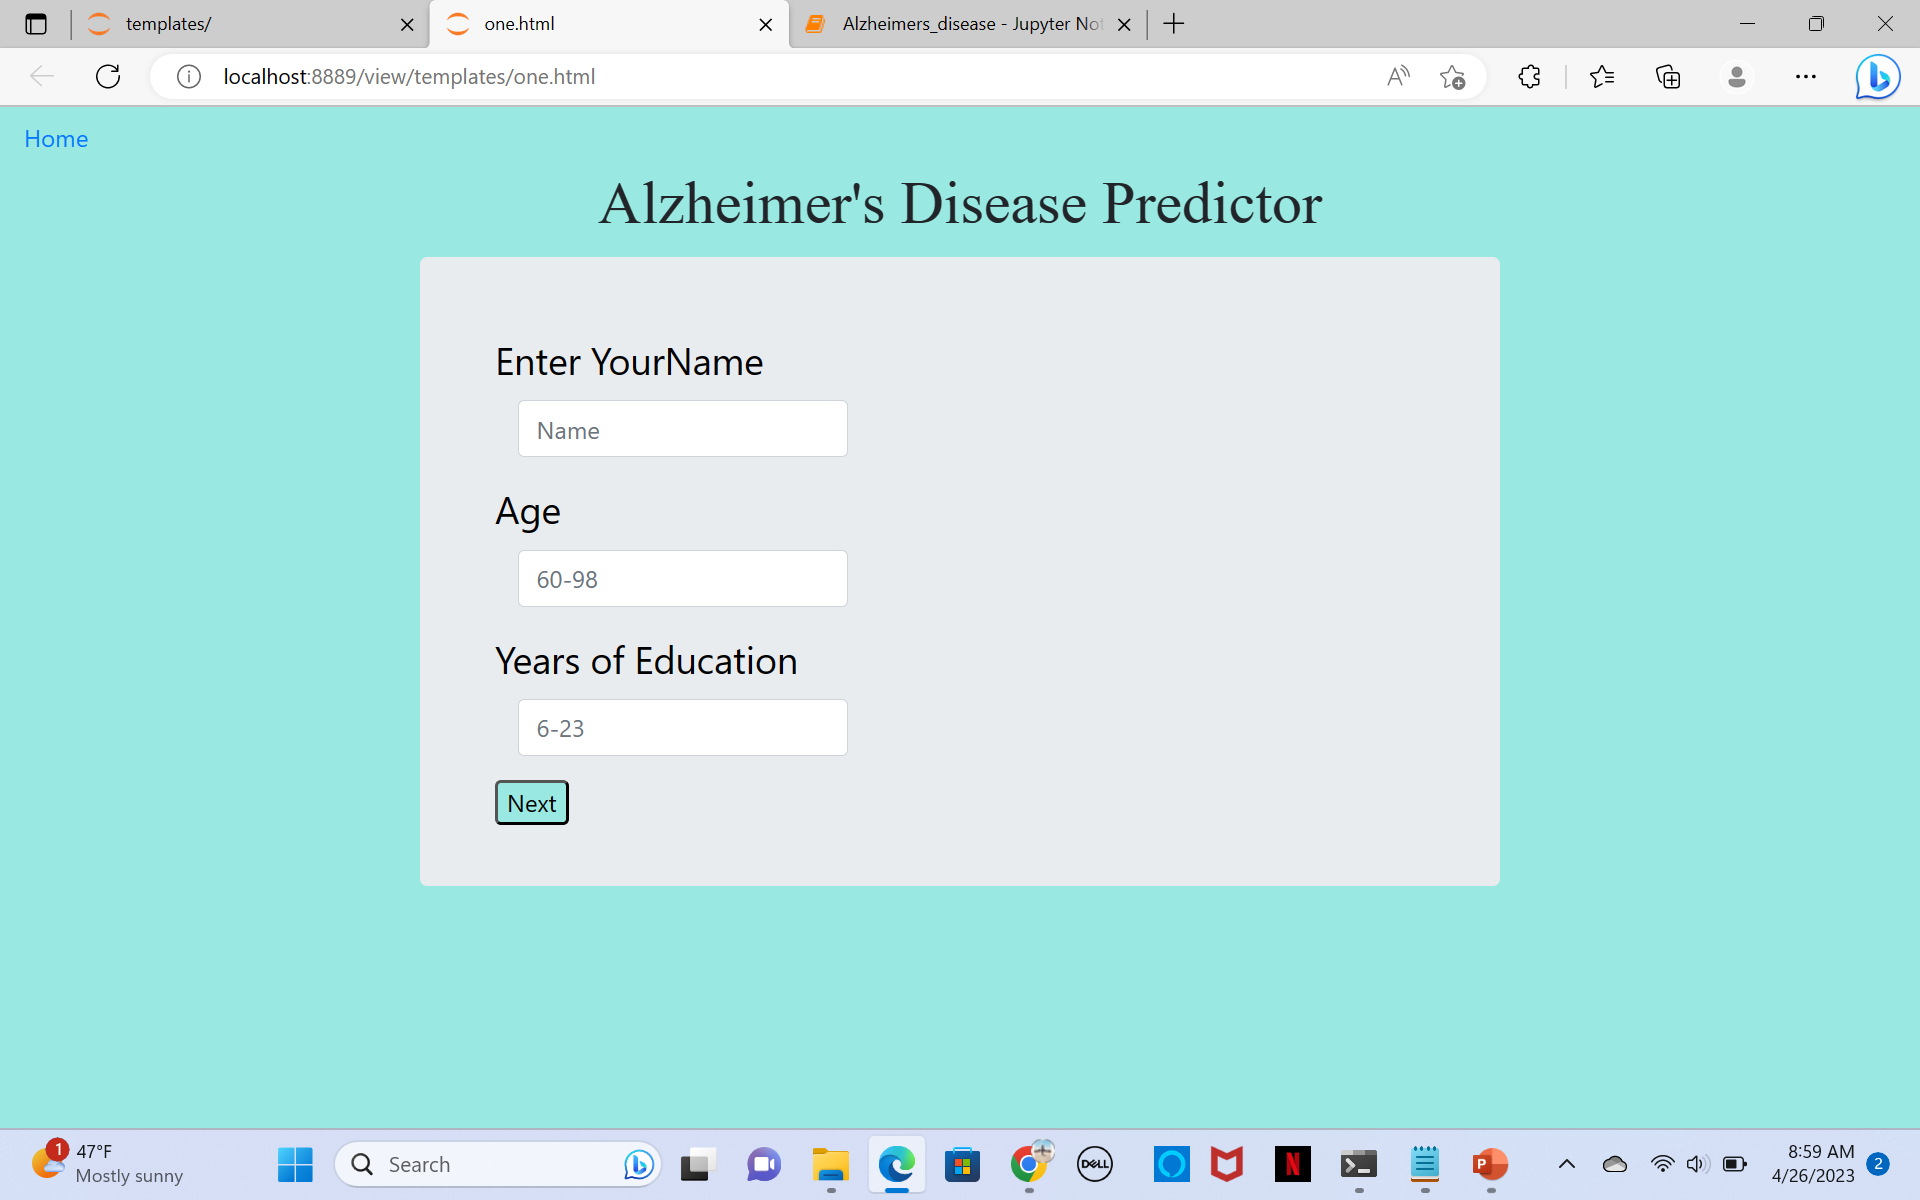 templates/
one.html
Alzheimers_disease - Jupyter Not
localhost:8889/view/templates/one.html
Home
Alzheimer's Disease Predictor
Enter YourName
Name
Age
60-98
Years of Education
6-23
Next
1
47°F
Mostly sunny
Search
DELL
N
P
8:59 AM
4/26/2023
2